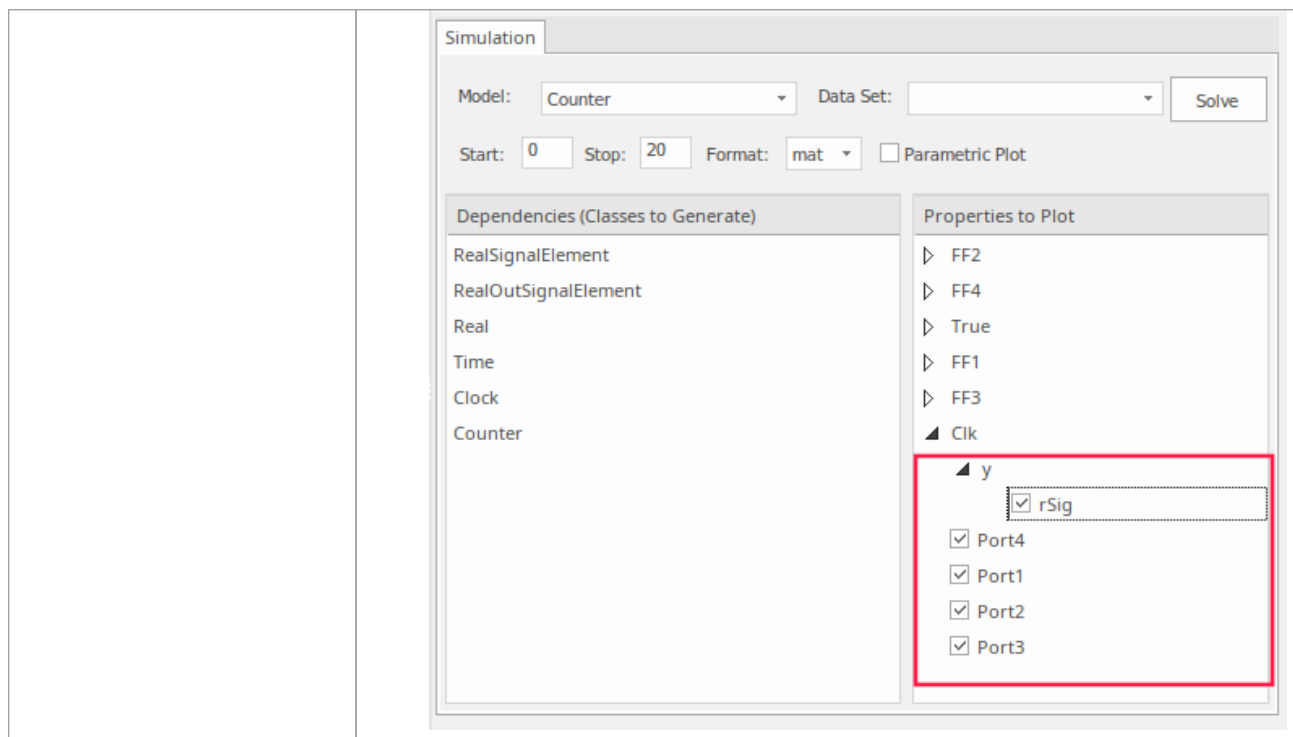 Simulation
Model: Counter Data Set: Solve
Start: 0 Stop: 20 Format: mat Parametric Plot
Dependencies (Classes to Generate)
RealSignalElement
RealOutSignalElement
Real
Time
Clock
Counter
Properties to Plot
FF2
FF4
True
FF1
FF3
Clk
y
rSig
Port4
Port1
Port2
Port3